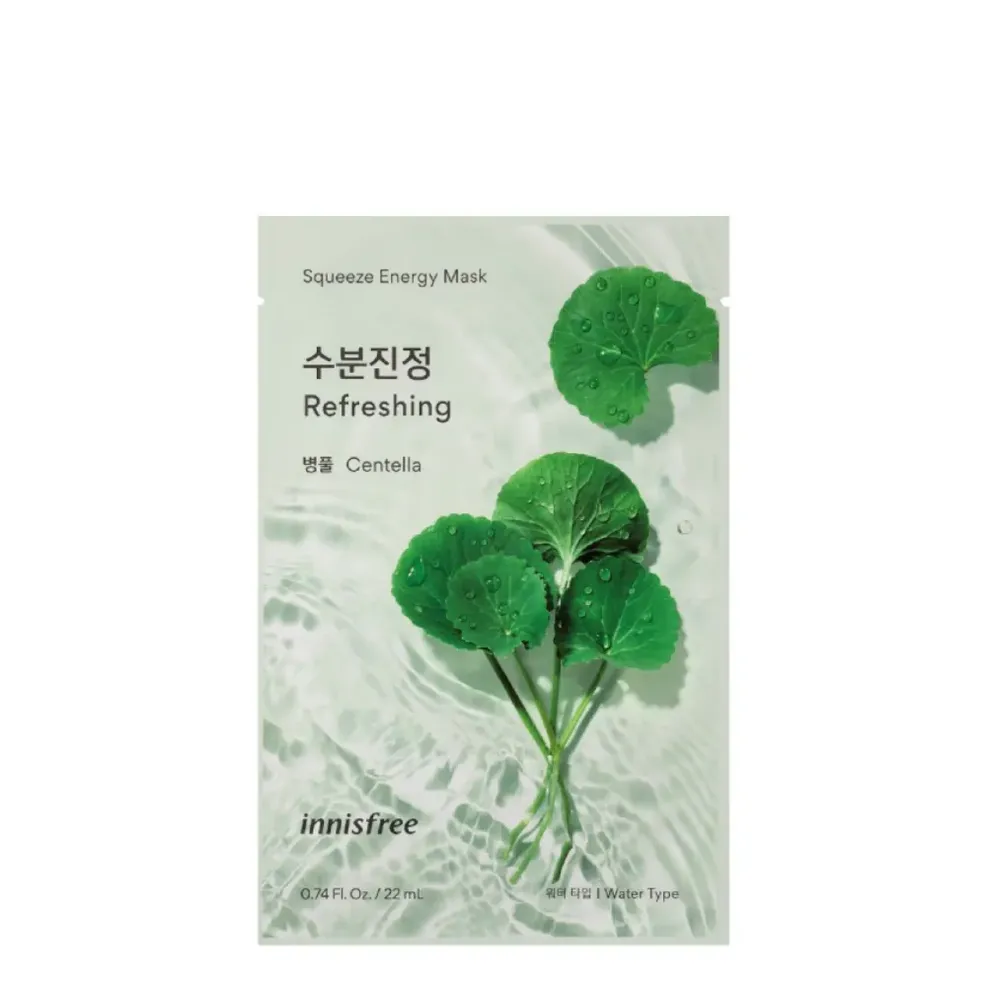 Squeeze Energy Mask
수분진정
Refreshing
병풀 Centella
innisfree
0.74 Fl. Oz. / 22 mL
워터 타입 | Water Type